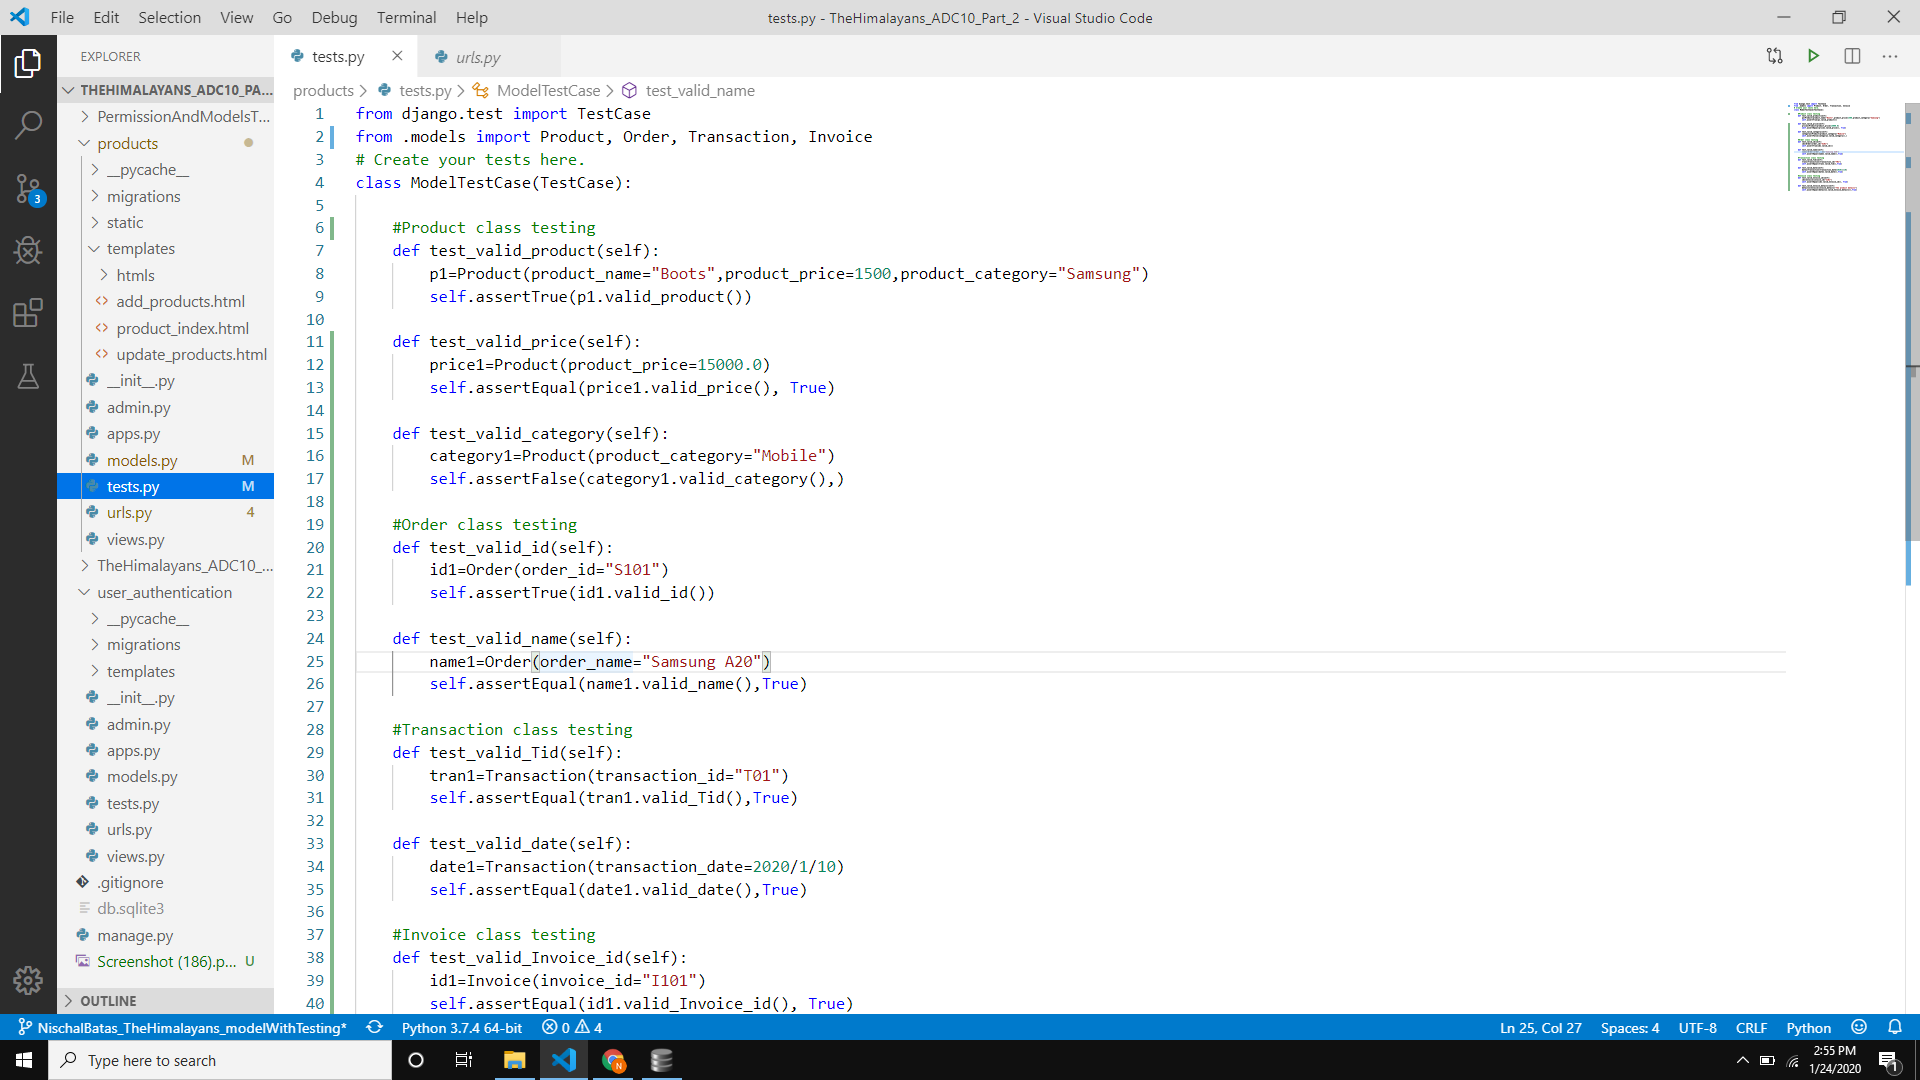 File Edit Selection View Go Debug Terminal Help
tests.py - TheHimalayans_ADC10_Part_2 - Visual Studio Code
EXPLORER
THEHIMALAYANS_ADC10_PA...
PermissionAndModelsT...
products
__pycache__
migrations
static
templates
htmls
add_products.html
product_index.html
update_products.html
__init__.py
admin.py
apps.py
models.py M
tests.py M
urls.py 4
views.py
TheHimalayans_ADC10_...
user_authentication
__pycache__
migrations
templates
__init__.py
admin.py
apps.py
models.py
tests.py
urls.py
views.py
.gitignore
db.sqlite3
manage.py
Screenshot (186).p... U
OUTLINE
3
tests.py
urls.py
products > tests.py > ModelTestCase > test_valid_name
1 from django.test import TestCase
2 from .models import Product, Order, Transaction, Invoice
3 # Create your tests here.
4 class ModelTestCase(TestCase):
5
6 #Product class testing
7 def test_valid_product(self):
8 p1=Product(product_name="Boots",product_price=1500,product_category="Samsung")
9 self.assertTrue(p1.valid_product())
10
11 def test_valid_price(self):
12 price1=Product(product_price=15000.0)
13 self.assertEqual(price1.valid_price(), True)
14
15 def test_valid_category(self):
16 category1=Product(product_category="Mobile")
17 self.assertFalse(category1.valid_category(),)
18
19 #Order class testing
20 def test_valid_id(self):
21 id1=Order(order_id="S101")
22 self.assertTrue(id1.valid_id())
23
24 def test_valid_name(self):
25 name1=Order(order_name="Samsung A20")
26 self.assertEqual(name1.valid_name(),True)
27
28 #Transaction class testing
29 def test_valid_Tid(self):
30 tran1=Transaction(transaction_id="T01")
31 self.assertEqual(tran1.valid_Tid(),True)
32
33 def test_valid_date(self):
34 date1=Transaction(transaction_date=2020/1/10)
35 self.assertEqual(date1.valid_date(),True)
36
37 #Invoice class testing
38 def test_valid_Invoice_id(self):
39 id1=Invoice(invoice_id="I101")
40 self.assertEqual(id1.valid_Invoice_id(), True)
NischalBatas_TheHimalayans_modelWithTesting* Python 3.7.4 64-bit 0 4
Ln 25, Col 27 Spaces: 4 UTF-8 CRLF Python
Type here to search
N
2:55 PM
1/24/2020
1